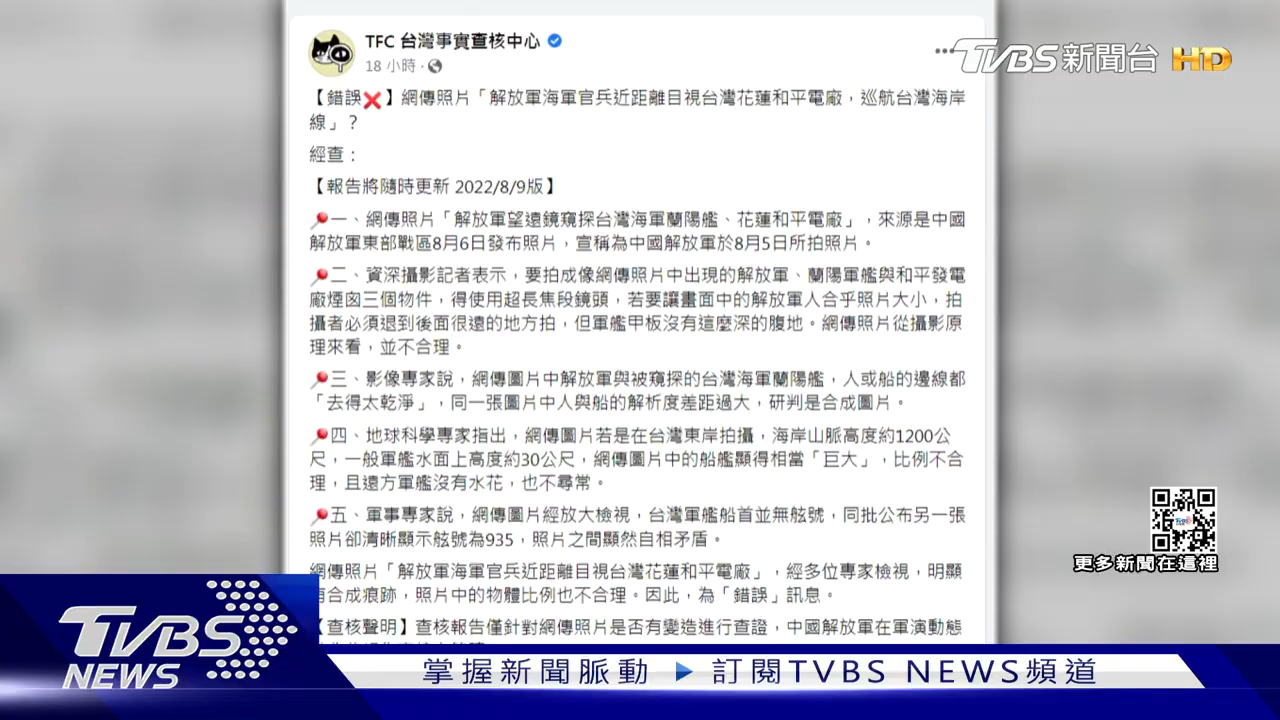 TFC 台灣事實查核中心
18 小時
TVBS新聞台 HD
【錯誤❌】網傳照片「解放軍海軍官兵近距離目視台灣花蓮和平電廠，巡航台灣海岸
線」？
經查：
【報告將隨時更新 2022/8/9版】
📍一、網傳照片「解放軍望遠鏡窺探台灣海軍蘭陽艦、花蓮和平電廠」，來源是中國
解放軍東部戰區8月6日發布照片，宣稱為中國解放軍於8月5日所拍照片。
📍二、資深攝影記者表示，要拍成像網傳照片中出現的解放軍、蘭陽軍艦與和平發電
廠煙囪三個物件，得使用超長焦段鏡頭，若要讓畫面中的解放軍人合乎照片大小，拍
攝者必須退到後面很遠的地方拍，但軍艦甲板沒有這麼深的腹地。網傳照片從攝影原
理來看，並不合理。
📍三、影像專家說，網傳圖片中解放軍與被窺探的台灣海軍蘭陽艦，人或船的邊線都
「去得太乾淨」，同一張圖片中人與船的解析度差距過大，研判是合成圖片。
📍四、地球科學專家指出，網傳圖片若是在台灣東岸拍攝，海岸山脈高度約1200公
尺，一般軍艦水面上高度約30公尺，網傳圖片中的船艦顯得相當「巨大」，比例不合
理，且遠方軍艦沒有水花，也不尋常。
📍五、軍事專家說，網傳圖片經放大檢視，台灣軍艦船首並無舷號，同批公布另一張
照片卻清晰顯示舷號為935，照片之間顯然自相矛盾。
網傳照片「解放軍海軍官兵近距離目視台灣花蓮和平電廠」，經多位專家檢視，明顯
有合成痕跡，照片中的物體比例也不合理。因此，為「錯誤」訊息。
【查核聲明】查核報告僅針對網傳照片是否有變造進行查證，中國解放軍在軍演動態
更多新聞在這裡
TVBS
NEWS
掌握新聞脈動 ▶ 訂閱TVBS NEWS頻道